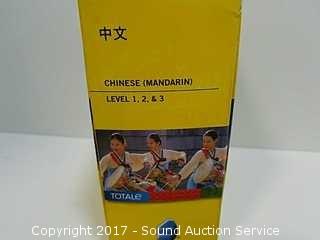 中文
CHINESE (MANDARIN)
LEVEL 1, 2, & 3
TOTALe
Copyright 2017 - Sound Auction Service